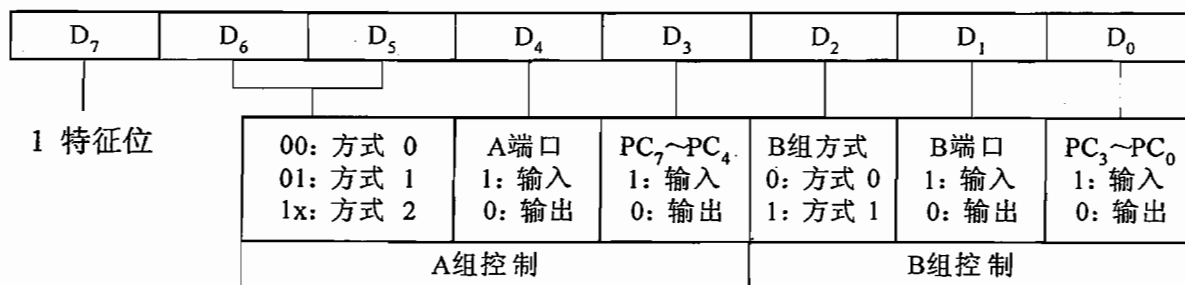 D₇ D₆ D₅ D₄ D₃ D₂ D₁ D₀
1 特征位
00: 方式 0
01: 方式 1
1x: 方式 2
A端口
1: 输入
0: 输出
PC₇~PC₄
1: 输入
0: 输出
B组方式
0: 方式 0
1: 方式 1
B端口
1: 输入
0: 输出
PC₃~PC₀
1: 输入
0: 输出
A组控制
B组控制